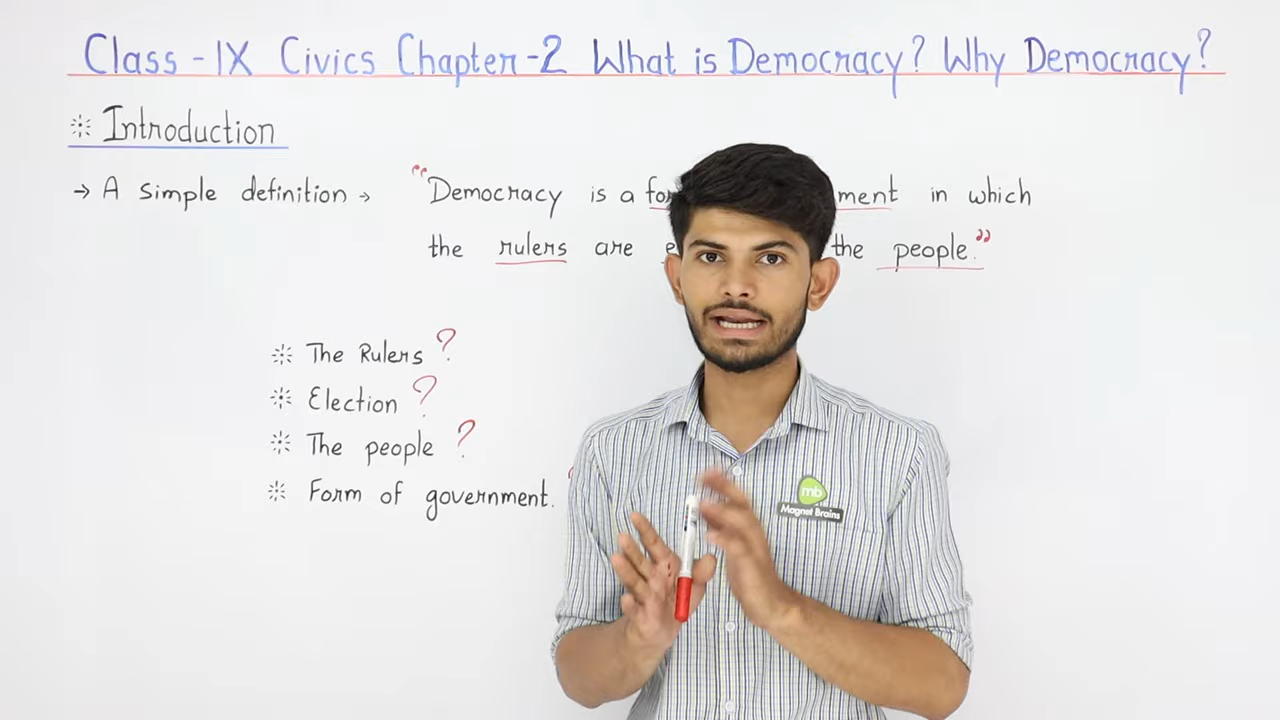 Class - IX Civics Chapter-2 What is Democracy? Why Democracy?
Introduction
→ A simple definition → "Democracy is a in which
the rulers are the people."
The Rulers ?
Election ?
The people ?
Form of government.
mb
Magnet Brains